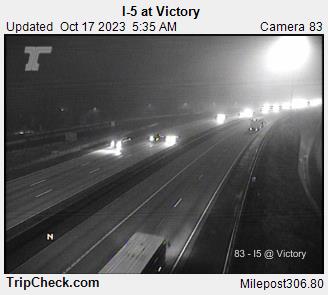 I-5 at Victory
Updated Oct 17 2023 5:35 AM Camera 83
T
N
83 - I5 @ Victory
TripCheck.com Milepost306.80